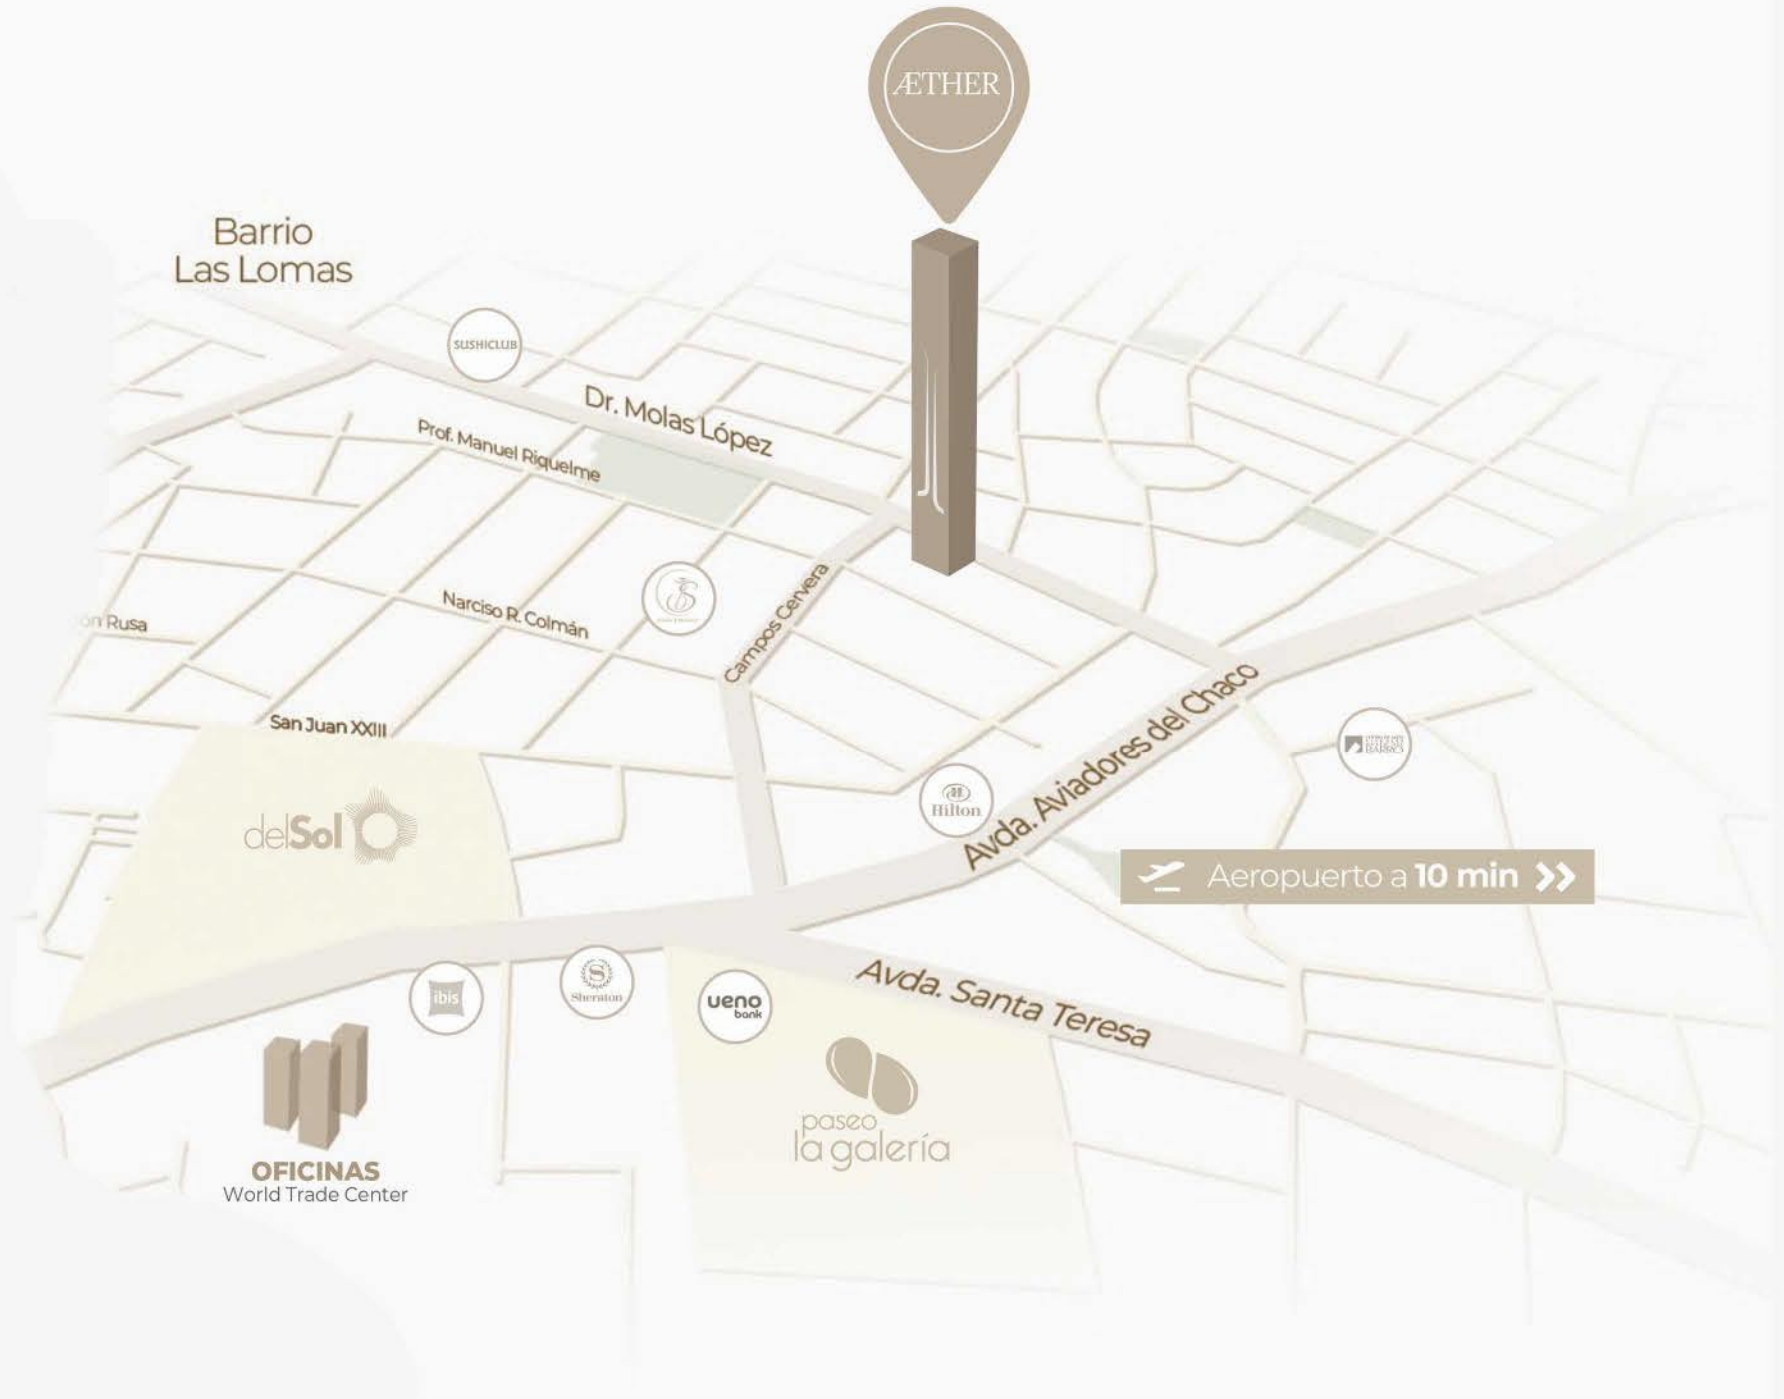 ÆTHER
Barrio
Las Lomas
SUSHICLUB
Dr. Molas López
Prof. Manuel Riquelme
Campos Cervera
Narciso R. Colmán
on Rusa
San Juan XXIII
delSol
Avda. Aviadores del Chaco
Hilton
Aeropuerto a 10 min
ibis
Sheraton
ueno
bank
Avda. Santa Teresa
paseo
la galería
OFICINAS
World Trade Center